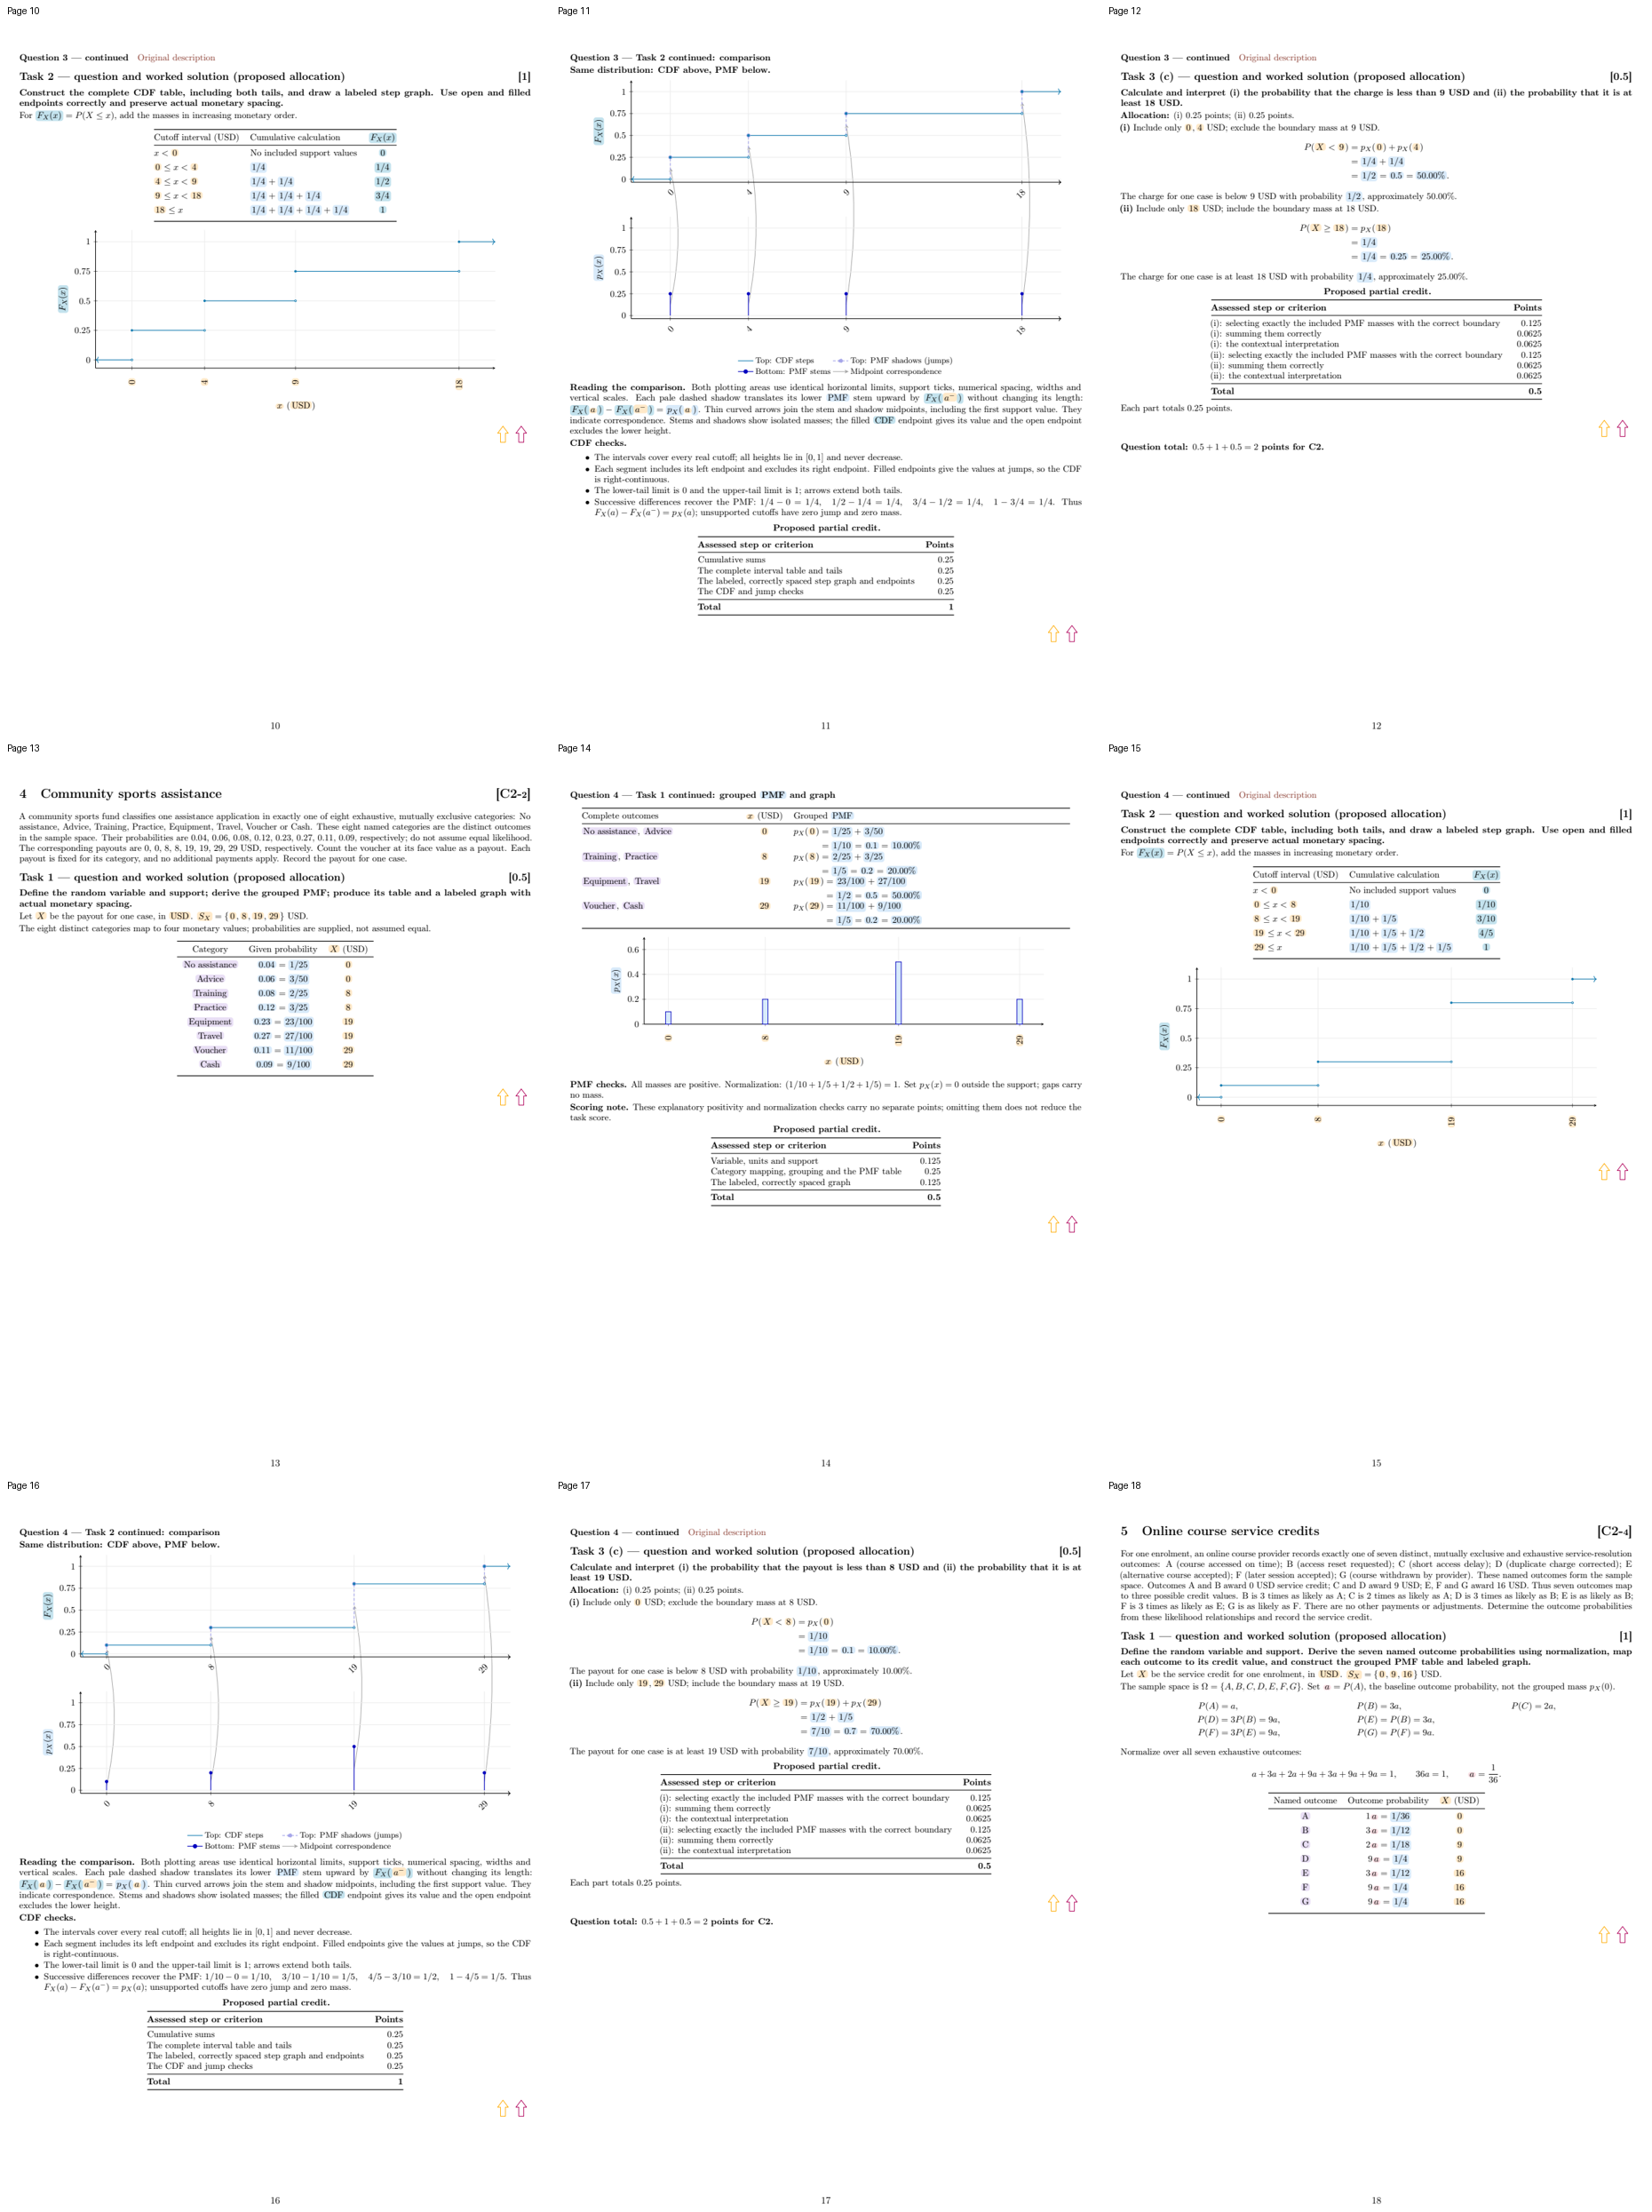 Page 10
Question 3 — continued Original description
Task 2 — question and worked solution (proposed allocation) [1]
Construct the complete CDF table, including both tails, and draw a labeled step graph. Use open and filled
endpoints correctly and preserve actual monetary spacing.
For F_X(x) = P(X ≤ x), add the masses in increasing monetary order.
Cutoff interval (USD) Cumulative calculation F_X(x)
x < 0 No included support values 0
0 ≤ x < 4 1/4 1/4
4 ≤ x < 9 1/4 + 1/4 1/2
9 ≤ x < 18 1/4 + 1/4 + 1/4 3/4
18 ≤ x 1/4 + 1/4 + 1/4 + 1/4 1
F_X(x)
1
0.75
0.5
0.25
0
0 4 9 18
x (USD)
10
Page 11
Question 3 — Task 2 continued: comparison
Same distribution: CDF above, PMF below.
F_X(x)
1
0.75
0.5
0.25
0
0 4 9 18
p_X(x)
1
0.75
0.5
0.25
0
0 4 9 18
Top: CDF steps Top: PMF shadows (jumps)
Bottom: PMF stems Midpoint correspondence
Reading the comparison. Both plotting areas use identical horizontal limits, support ticks, numerical spacing, widths and
vertical scales. Each pale dashed shadow translates its lower PMF stem upward by F_X(a⁻) without changing its length:
F_X(a) − F_X(a⁻) = p_X(a). Thin curved arrows join the stem and shadow midpoints, including the first support value. They
indicate correspondence. Stems and shadows show isolated masses; the filled CDF endpoint gives its value and the open endpoint
excludes the lower height.
CDF checks.
• The intervals cover every real cutoff; all heights lie in [0, 1] and never decrease.
• Each segment includes its left endpoint and excludes its right endpoint. Filled endpoints give the values at jumps, so the CDF
is right-continuous.
• The lower-tail limit is 0 and the upper-tail limit is 1; arrows extend both tails.
• Successive differences recover the PMF: 1/4 − 0 = 1/4, 1/2 − 1/4 = 1/4, 3/4 − 1/2 = 1/4, 1 − 3/4 = 1/4. Thus
F_X(a) − F_X(a⁻) = p_X(a); unsupported cutoffs have zero jump and zero mass.
Proposed partial credit.
Assessed step or criterion Points
Cumulative sums 0.25
The complete interval table and tails 0.25
The labeled, correctly spaced step graph and endpoints 0.25
The CDF and jump checks 0.25
Total 1
11
Page 12
Question 3 — continued Original description
Task 3 (c) — question and worked solution (proposed allocation) [0.5]
Calculate and interpret (i) the probability that the charge is less than 9 USD and (ii) the probability that it is at
least 18 USD.
Allocation: (i) 0.25 points; (ii) 0.25 points.
(i) Include only 0, 4 USD; exclude the boundary mass at 9 USD.
P(X < 9) = p_X(0) + p_X(4)
= 1/4 + 1/4
= 1/2 = 0.5 = 50.00%.
The charge for one case is below 9 USD with probability 1/2, approximately 50.00%.
(ii) Include only 18 USD; include the boundary mass at 18 USD.
P(X ≥ 18) = p_X(18)
= 1/4
= 1/4 = 0.25 = 25.00%.
The charge for one case is at least 18 USD with probability 1/4, approximately 25.00%.
Proposed partial credit.
Assessed step or criterion Points
(i): selecting exactly the included PMF masses with the correct boundary 0.125
(i): summing them correctly 0.0625
(i): the contextual interpretation 0.0625
(ii): selecting exactly the included PMF masses with the correct boundary 0.125
(ii): summing them correctly 0.0625
(ii): the contextual interpretation 0.0625
Total 0.5
Each part totals 0.25 points.
Question total: 0.5 + 1 + 0.5 = 2 points for C2.
12
Page 13
4 Community sports assistance [C2-2]
A community sports fund classifies one assistance application in exactly one of eight exhaustive, mutually exclusive categories: No
assistance, Advice, Training, Practice, Equipment, Travel, Voucher or Cash. These eight named categories are the distinct outcomes
in the sample space. Their probabilities are 0.04, 0.06, 0.08, 0.12, 0.23, 0.27, 0.11, 0.09, respectively; do not assume equal likelihood.
The corresponding payouts are 0, 0, 8, 8, 19, 19, 29, 29 USD, respectively. Count the voucher at its face value as a payout. Each
payout is fixed for its category, and no additional payments apply. Record the payout for one case.
Task 1 — question and worked solution (proposed allocation) [0.5]
Define the random variable and support; derive the grouped PMF; produce its table and a labeled graph with
actual monetary spacing.
Let X be the payout for one case, in USD. S_X = {0, 8, 19, 29} USD.
The eight distinct categories map to four monetary values; probabilities are supplied, not assumed equal.
Category Given probability X (USD)
No assistance 0.04 = 1/25 0
Advice 0.06 = 3/50 0
Training 0.08 = 2/25 8
Practice 0.12 = 3/25 8
Equipment 0.23 = 23/100 19
Travel 0.27 = 27/100 19
Voucher 0.11 = 11/100 29
Cash 0.09 = 9/100 29
13
Page 14
Question 4 — Task 1 continued: grouped PMF and graph
Complete outcomes x (USD) Grouped PMF
No assistance, Advice 0 p_X(0) = 1/25 + 3/50
= 1/10 = 0.1 = 10.00%
Training, Practice 8 p_X(8) = 2/25 + 3/25
= 1/5 = 0.2 = 20.00%
Equipment, Travel 19 p_X(19) = 23/100 + 27/100
= 1/2 = 0.5 = 50.00%
Voucher, Cash 29 p_X(29) = 11/100 + 9/100
= 1/5 = 0.2 = 20.00%
p_X(x)
0.6
0.4
0.2
0
0 8 19 29
x (USD)
PMF checks. All masses are positive. Normalization: (1/10 + 1/5 + 1/2 + 1/5) = 1. Set p_X(x) = 0 outside the support; gaps carry
no mass.
Scoring note. These explanatory positivity and normalization checks carry no separate points; omitting them does not reduce the
task score.
Proposed partial credit.
Assessed step or criterion Points
Variable, units and support 0.125
Category mapping, grouping and the PMF table 0.25
The labeled, correctly spaced graph 0.125
Total 0.5
14
Page 15
Question 4 — continued Original description
Task 2 — question and worked solution (proposed allocation) [1]
Construct the complete CDF table, including both tails, and draw a labeled step graph. Use open and filled
endpoints correctly and preserve actual monetary spacing.
For F_X(x) = P(X ≤ x), add the masses in increasing monetary order.
Cutoff interval (USD) Cumulative calculation F_X(x)
x < 0 No included support values 0
0 ≤ x < 8 1/10 1/10
8 ≤ x < 19 1/10 + 1/5 3/10
19 ≤ x < 29 1/10 + 1/5 + 1/2 4/5
29 ≤ x 1/10 + 1/5 + 1/2 + 1/5 1
F_X(x)
1
0.75
0.5
0.25
0
0 8 19 29
x (USD)
15
Page 16
Question 4 — Task 2 continued: comparison
Same distribution: CDF above, PMF below.
F_X(x)
1
0.75
0.5
0.25
0
0 8 19 29
p_X(x)
1
0.75
0.5
0.25
0
0 8 19 29
Top: CDF steps Top: PMF shadows (jumps)
Bottom: PMF stems Midpoint correspondence
Reading the comparison. Both plotting areas use identical horizontal limits, support ticks, numerical spacing, widths and
vertical scales. Each pale dashed shadow translates its lower PMF stem upward by F_X(a⁻) without changing its length:
F_X(a) − F_X(a⁻) = p_X(a). Thin curved arrows join the stem and shadow midpoints, including the first support value. They
indicate correspondence. Stems and shadows show isolated masses; the filled CDF endpoint gives its value and the open endpoint
excludes the lower height.
CDF checks.
• The intervals cover every real cutoff; all heights lie in [0, 1] and never decrease.
• Each segment includes its left endpoint and excludes its right endpoint. Filled endpoints give the values at jumps, so the CDF
is right-continuous.
• The lower-tail limit is 0 and the upper-tail limit is 1; arrows extend both tails.
• Successive differences recover the PMF: 1/10 − 0 = 1/10, 3/10 − 1/10 = 1/5, 4/5 − 3/10 = 1/2, 1 − 4/5 = 1/5. Thus
F_X(a) − F_X(a⁻) = p_X(a); unsupported cutoffs have zero jump and zero mass.
Proposed partial credit.
Assessed step or criterion Points
Cumulative sums 0.25
The complete interval table and tails 0.25
The labeled, correctly spaced step graph and endpoints 0.25
The CDF and jump checks 0.25
Total 1
16
Page 17
Question 4 — continued Original description
Task 3 (c) — question and worked solution (proposed allocation) [0.5]
Calculate and interpret (i) the probability that the payout is less than 8 USD and (ii) the probability that it is at
least 19 USD.
Allocation: (i) 0.25 points; (ii) 0.25 points.
(i) Include only 0 USD; exclude the boundary mass at 8 USD.
P(X < 8) = p_X(0)
= 1/10
= 1/10 = 0.1 = 10.00%.
The payout for one case is below 8 USD with probability 1/10, approximately 10.00%.
(ii) Include only 19, 29 USD; include the boundary mass at 19 USD.
P(X ≥ 19) = p_X(19) + p_X(29)
= 1/2 + 1/5
= 7/10 = 0.7 = 70.00%.
The payout for one case is at least 19 USD with probability 7/10, approximately 70.00%.
Proposed partial credit.
Assessed step or criterion Points
(i): selecting exactly the included PMF masses with the correct boundary 0.125
(i): summing them correctly 0.0625
(i): the contextual interpretation 0.0625
(ii): selecting exactly the included PMF masses with the correct boundary 0.125
(ii): summing them correctly 0.0625
(ii): the contextual interpretation 0.0625
Total 0.5
Each part totals 0.25 points.
Question total: 0.5 + 1 + 0.5 = 2 points for C2.
17
Page 18
5 Online course service credits [C2-4]
For one enrolment, an online course provider records exactly one of seven distinct, mutually exclusive and exhaustive service-resolution
outcomes: A (course accessed on time); B (access reset requested); C (short access delay); D (duplicate charge corrected); E
(alternative course accepted); F (later session accepted); G (course withdrawn by provider). These named outcomes form the sample
space. Outcomes A and B award 0 USD service credit; C and D award 9 USD; E, F and G award 16 USD. Thus seven outcomes map
to three possible credit values. B is 3 times as likely as A; C is 2 times as likely as A; D is 3 times as likely as B; E is as likely as B;
F is 3 times as likely as E; G is as likely as F. There are no other payments or adjustments. Determine the outcome probabilities
from these likelihood relationships and record the service credit.
Task 1 — question and worked solution (proposed allocation) [1]
Define the random variable and support. Derive the seven named outcome probabilities using normalization, map
each outcome to its credit value, and construct the grouped PMF table and labeled graph.
Let X be the service credit for one enrolment, in USD. S_X = {0, 9, 16} USD.
The sample space is Ω = {A, B, C, D, E, F, G}. Set a = P(A), the baseline outcome probability, not the grouped mass p_X(0).
P(A) = a, P(B) = 3a, P(C) = 2a,
P(D) = 3P(B) = 9a, P(E) = P(B) = 3a,
P(F) = 3P(E) = 9a, P(G) = P(F) = 9a.
Normalize over all seven exhaustive outcomes:
a + 3a + 2a + 9a + 3a + 9a + 9a = 1, 36a = 1, a = 1/36.
Named outcome Outcome probability X (USD)
A 1a = 1/36 0
B 3a = 1/12 0
C 2a = 1/18 9
D 9a = 1/4 9
E 3a = 1/12 16
F 9a = 1/4 16
G 9a = 1/4 16
18